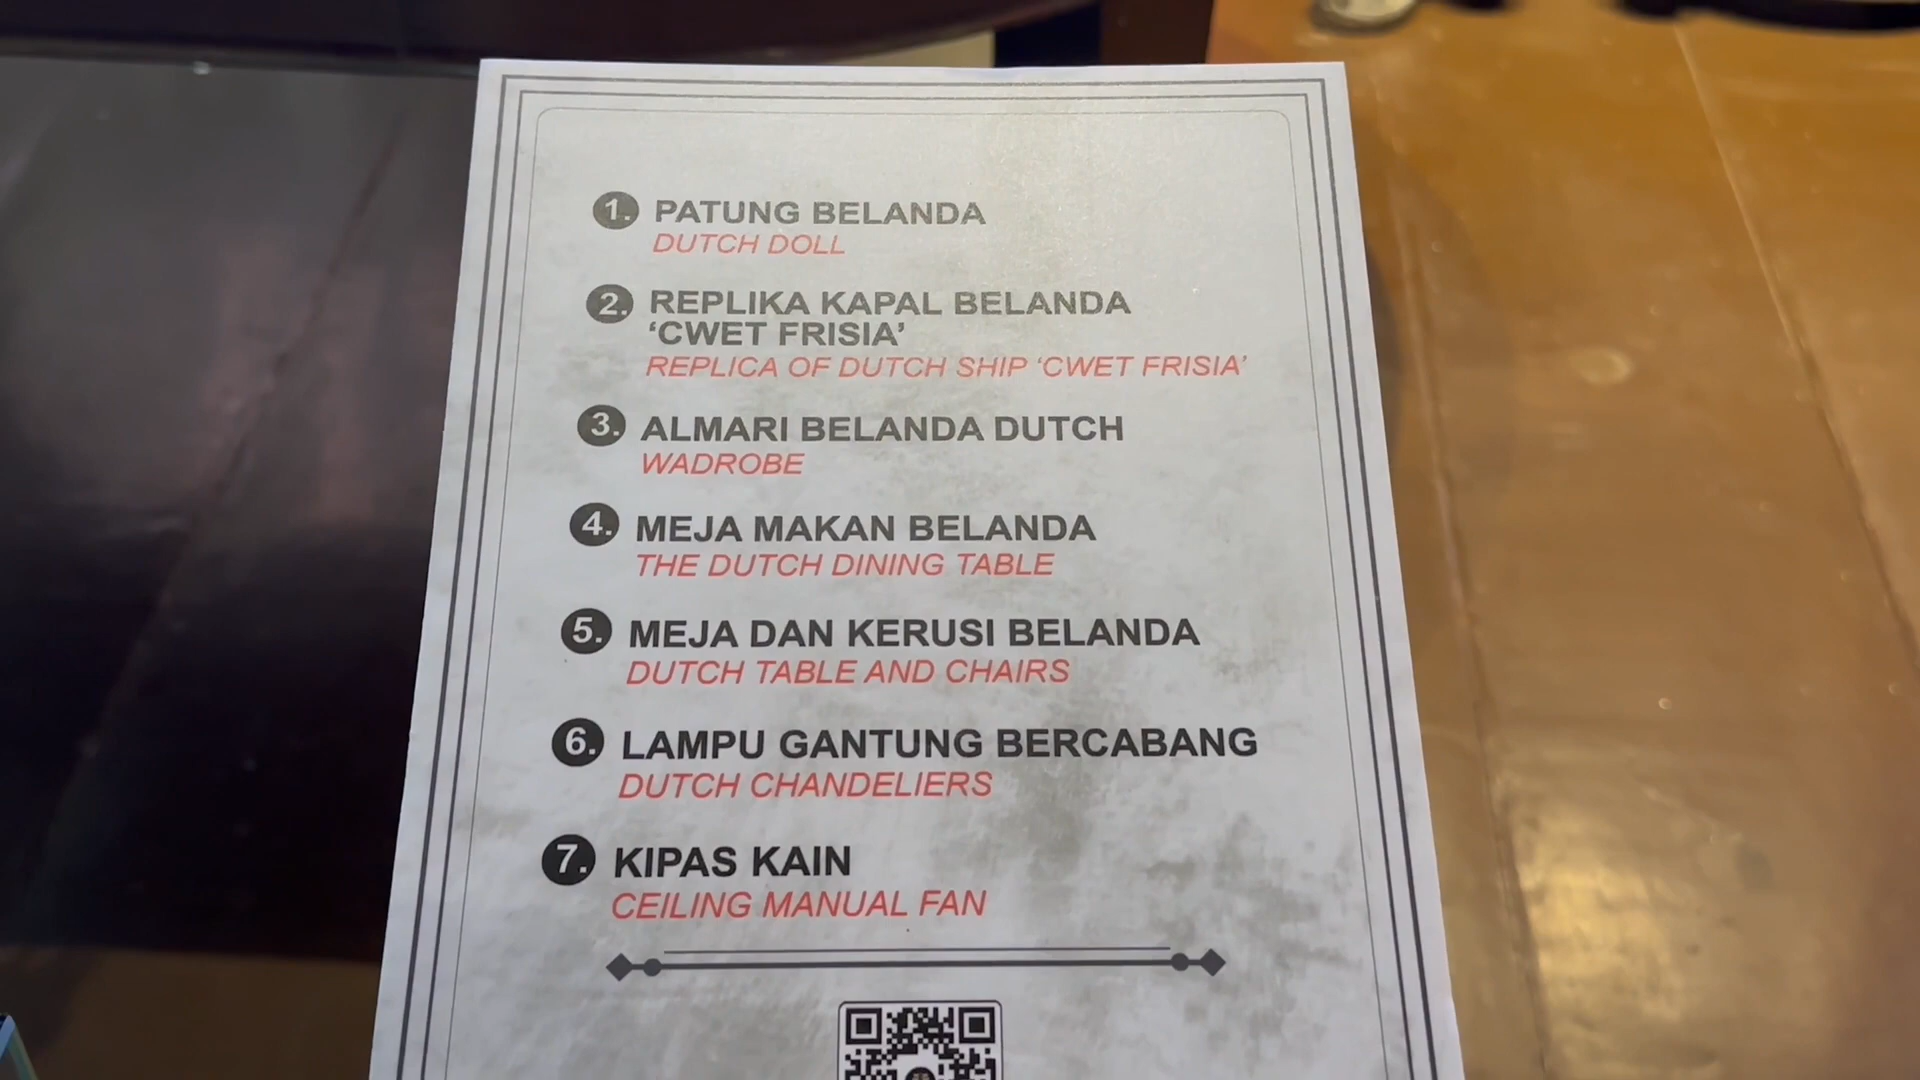 1. PATUNG BELANDA
DUTCH DOLL
2. REPLIKA KAPAL BELANDA
‘CWET FRISIA’
REPLICA OF DUTCH SHIP ‘CWET FRISIA’
3. ALMARI BELANDA DUTCH
WADROBE
4. MEJA MAKAN BELANDA
THE DUTCH DINING TABLE
5. MEJA DAN KERUSI BELANDA
DUTCH TABLE AND CHAIRS
6. LAMPU GANTUNG BERCABANG
DUTCH CHANDELIERS
7. KIPAS KAIN
CEILING MANUAL FAN